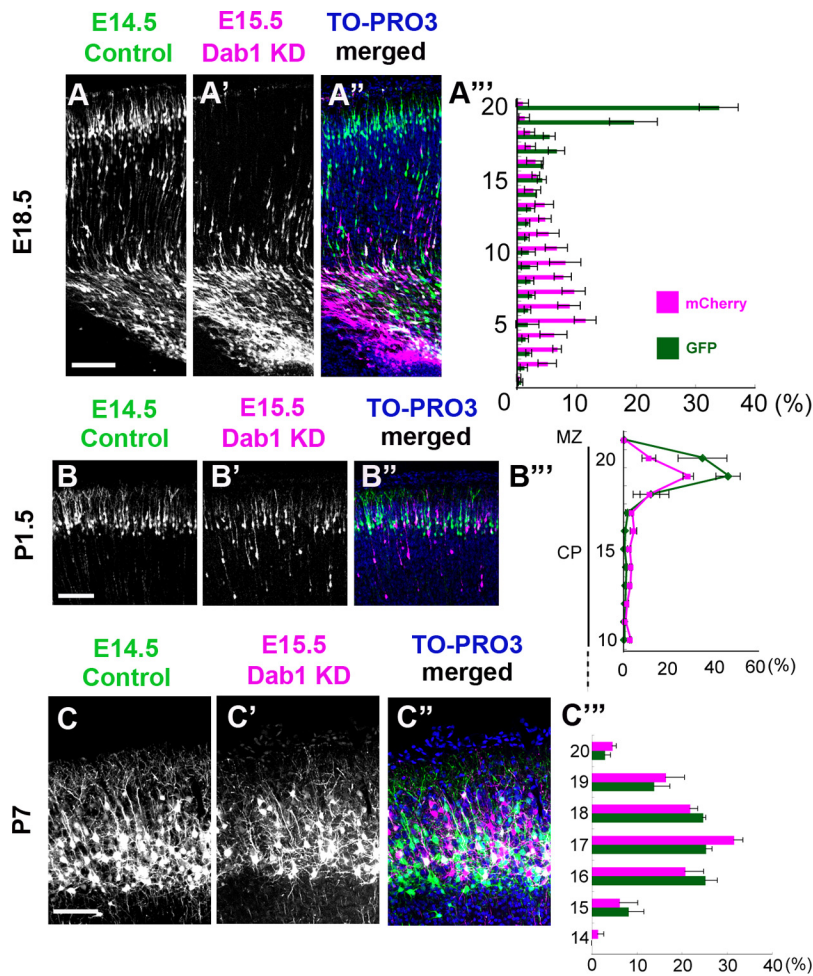 E14.5 E15.5 TO-PRO3
Control Dab1 KD merged
E18.5
A A' A'' A'''
20
15
10
5
0 10 20 30 40 (%)
mCherry
GFP
E14.5 E15.5 TO-PRO3
Control Dab1 KD merged
P1.5
B B' B'' B'''
MZ
CP
20
15
10
0 20 40 60 (%)
E14.5 E15.5 TO-PRO3
Control Dab1 KD merged
P7
C C' C'' C'''
20
19
18
17
16
15
14
0 10 20 30 40 (%)